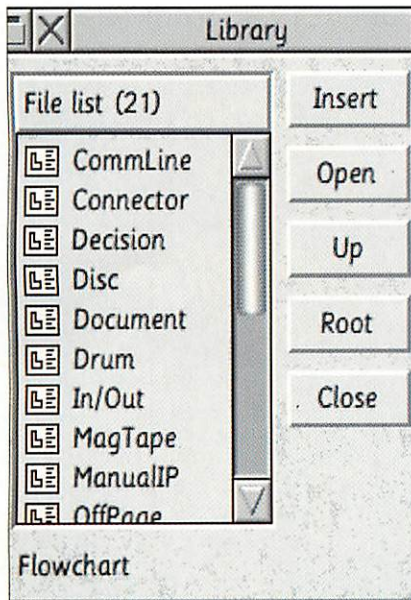 Library
File list (21)
CommLine
Connector
Decision
Disc
Document
Drum
In/Out
MagTape
ManualIP
OffPage
Insert
Open
Up
Root
Close
Flowchart